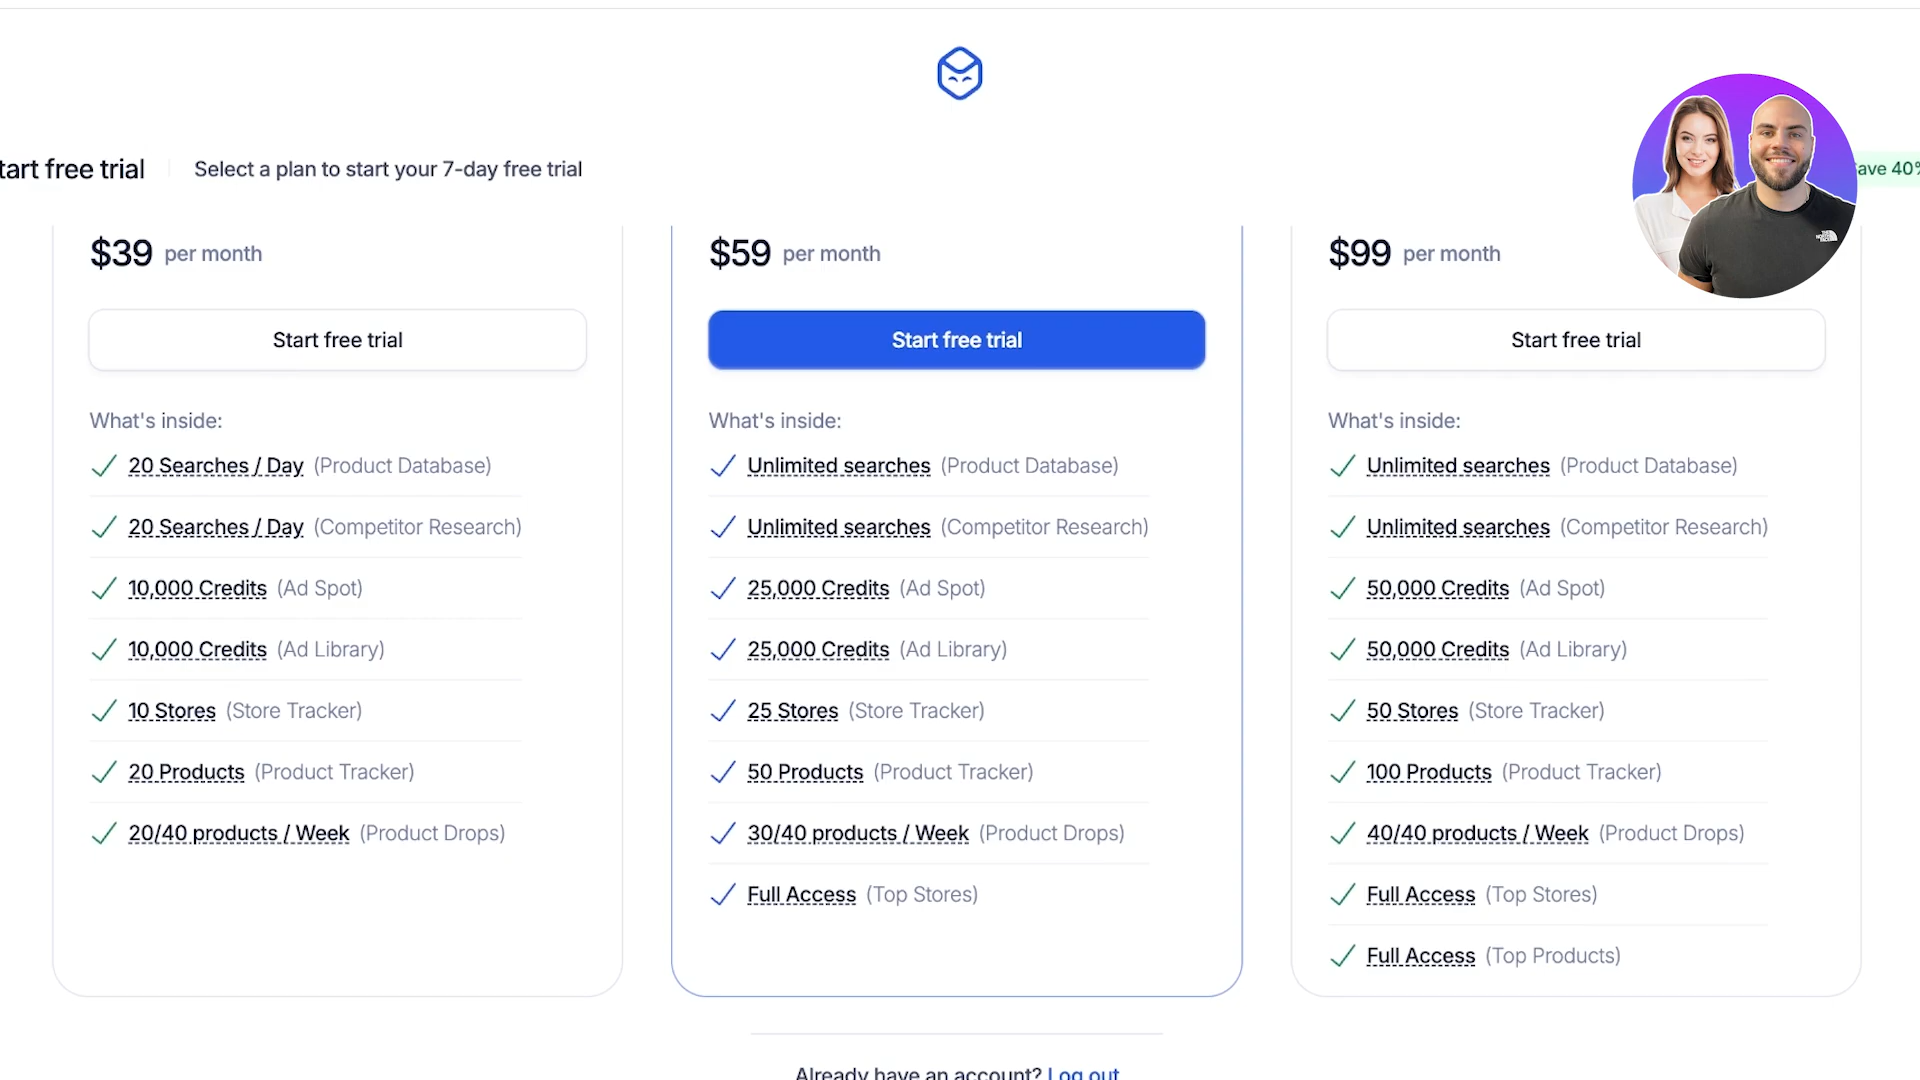 tart free trial
Select a plan to start your 7-day free trial
ave 40%
$39 per month
Start free trial
What's inside:
20 Searches / Day (Product Database)
20 Searches / Day (Competitor Research)
10,000 Credits (Ad Spot)
10,000 Credits (Ad Library)
10 Stores (Store Tracker)
20 Products (Product Tracker)
20/40 products / Week (Product Drops)
$59 per month
Start free trial
What's inside:
Unlimited searches (Product Database)
Unlimited searches (Competitor Research)
25,000 Credits (Ad Spot)
25,000 Credits (Ad Library)
25 Stores (Store Tracker)
50 Products (Product Tracker)
30/40 products / Week (Product Drops)
Full Access (Top Stores)
$99 per month
Start free trial
What's inside:
Unlimited searches (Product Database)
Unlimited searches (Competitor Research)
50,000 Credits (Ad Spot)
50,000 Credits (Ad Library)
50 Stores (Store Tracker)
100 Products (Product Tracker)
40/40 products / Week (Product Drops)
Full Access (Top Stores)
Full Access (Top Products)
Already have an account? Log out